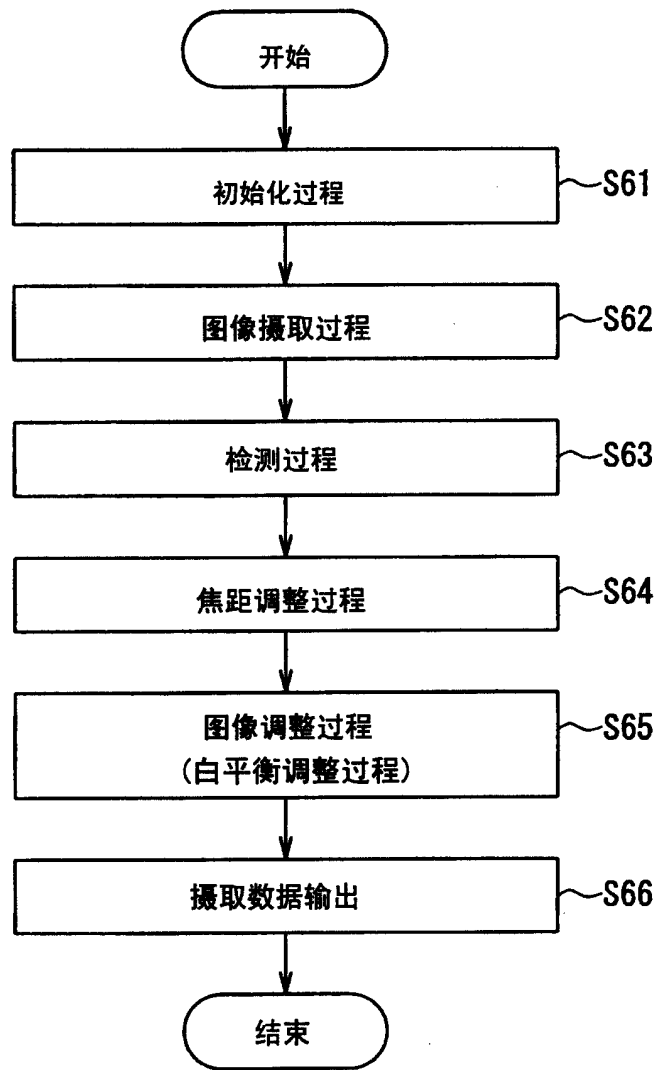 开始
初始化过程
S61
图像摄取过程
S62
检测过程
S63
焦距调整过程
S64
图像调整过程
(白平衡调整过程)
S65
摄取数据输出
S66
结束